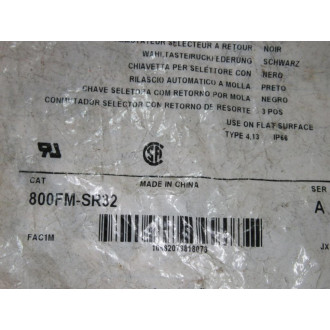 SELECTEUR A RETOUR NOIR
WAHLTASTE/RÜCKFEDERUNG SCHWARZ
CHIAVETTA PER SELETTORE CON NERO
RILASCIO AUTOMATICO A MOLLA PRETO
CHAVE SELETORA COM RETORNO POR MOLA NEGRO
CONMUTADOR SELECTOR CON RETORNO DE RESORTE 3 POS
USE ON FLAT SURFACE
TYPE 4,13 IP66
CAT
MADE IN CHINA
SER
800FM-SR32
A
FAC1M
JX